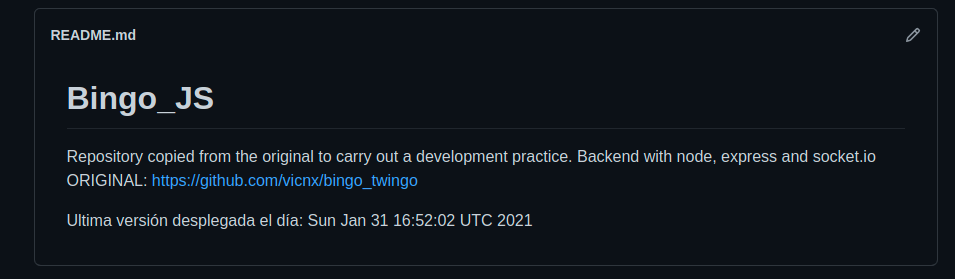 README.md
Bingo_JS
Repository copied from the original to carry out a development practice. Backend with node, express and socket.io
ORIGINAL: https://github.com/vicnx/bingo_twingo
Ultima versión desplegada el día: Sun Jan 31 16:52:02 UTC 2021